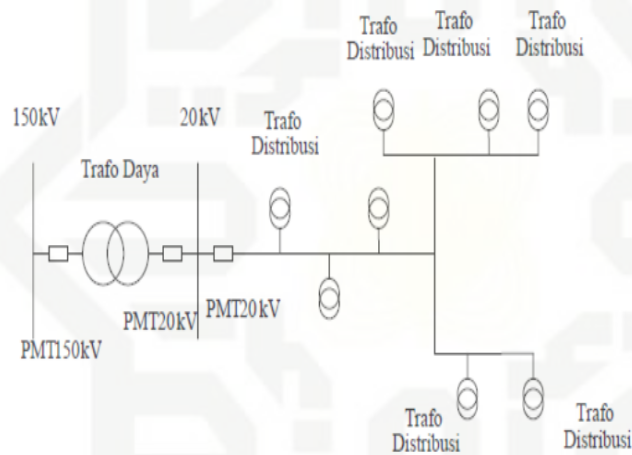 Trafo
Distribusi
Trafo
Distribusi
Trafo
Distribusi
150kV
20kV
Trafo
Distribusi
Trafo Daya
PMT150kV
PMT20kV
PMT20kV
Trafo
Distribusi
Trafo
Distribusi